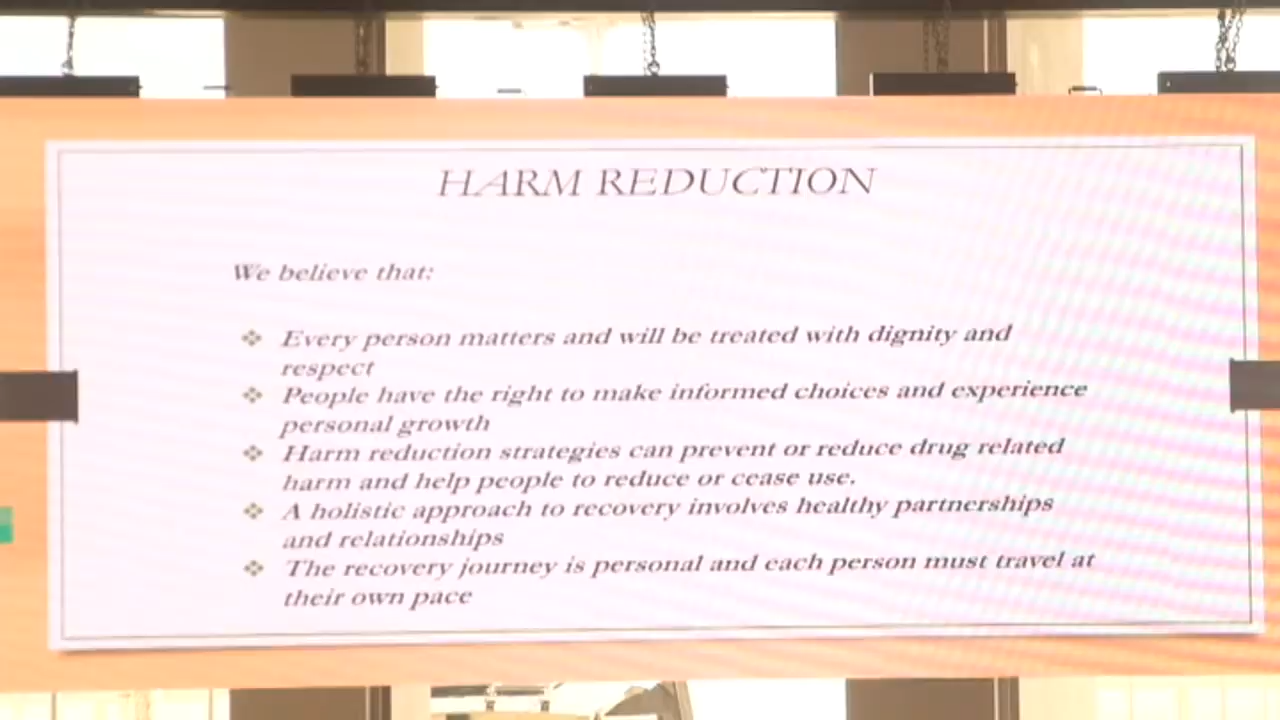 HARM REDUCTION
We believe that:
❖ Every person matters and will be treated with dignity and
respect
❖ People have the right to make informed choices and experience
personal growth
❖ Harm reduction strategies can prevent or reduce drug related
harm and help people to reduce or cease use.
❖ A holistic approach to recovery involves healthy partnerships
and relationships
❖ The recovery journey is personal and each person must travel at
their own pace